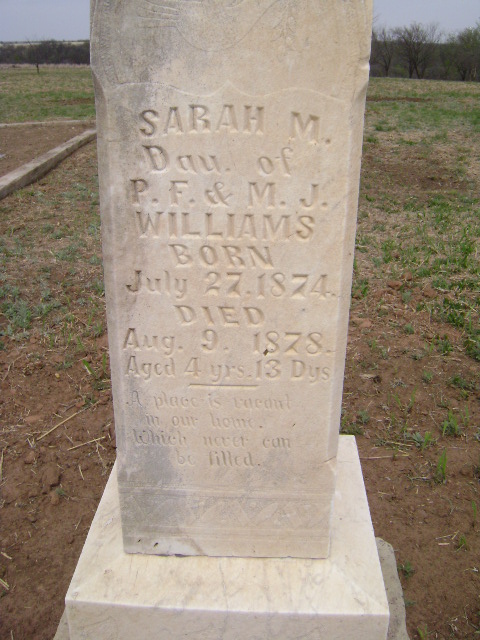 SARAH M.
Dau. of
P. F. & M. J.
WILLIAMS
BORN
July 27. 1874.
DIED
Aug. 9. 1878.
Aged 4 yrs. 13 Dys
A place is vacant
in our home.
Which never can
be filled.